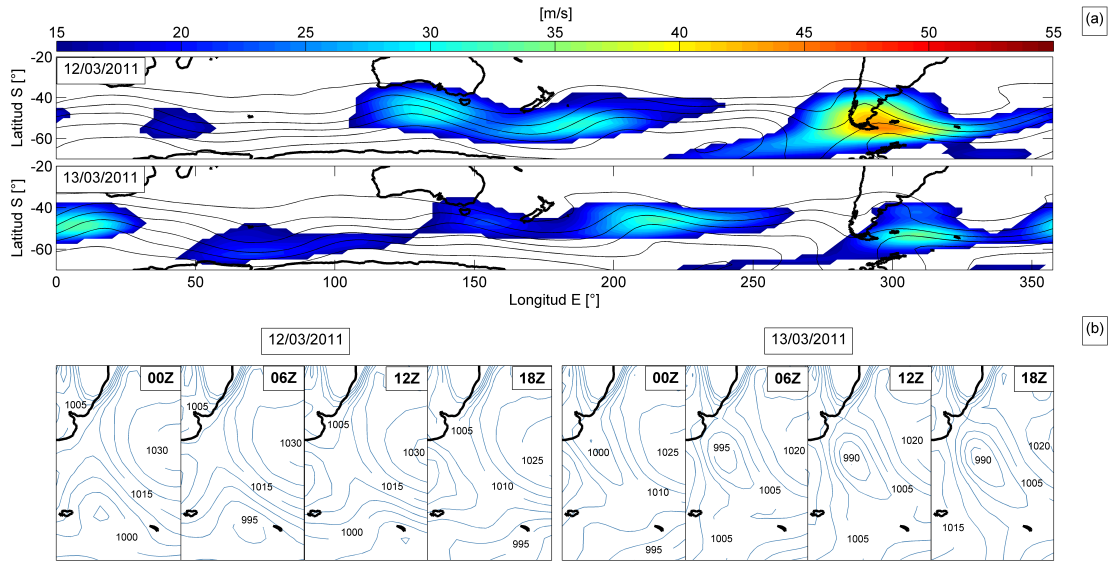 [m/s]
(a)
15 20 25 30 35 40 45 50 55
-20
12/03/2011
-40
-60
Latitud S [°]
-20
13/03/2011
-40
-60
Latitud S [°]
0 50 100 150 200 250 300 350
Longitud E [°]
(b)
12/03/2011 13/03/2011
00Z 06Z 12Z 18Z 00Z 06Z 12Z 18Z
1005 1030 1015 1000
1005 1030 1015 995
1005 1030 1015 1000
1005 1025 1010 995
1000 1025 1010 995
995 1020 1005 1005
990 1020 1005 1005
1020 990 1005 1015